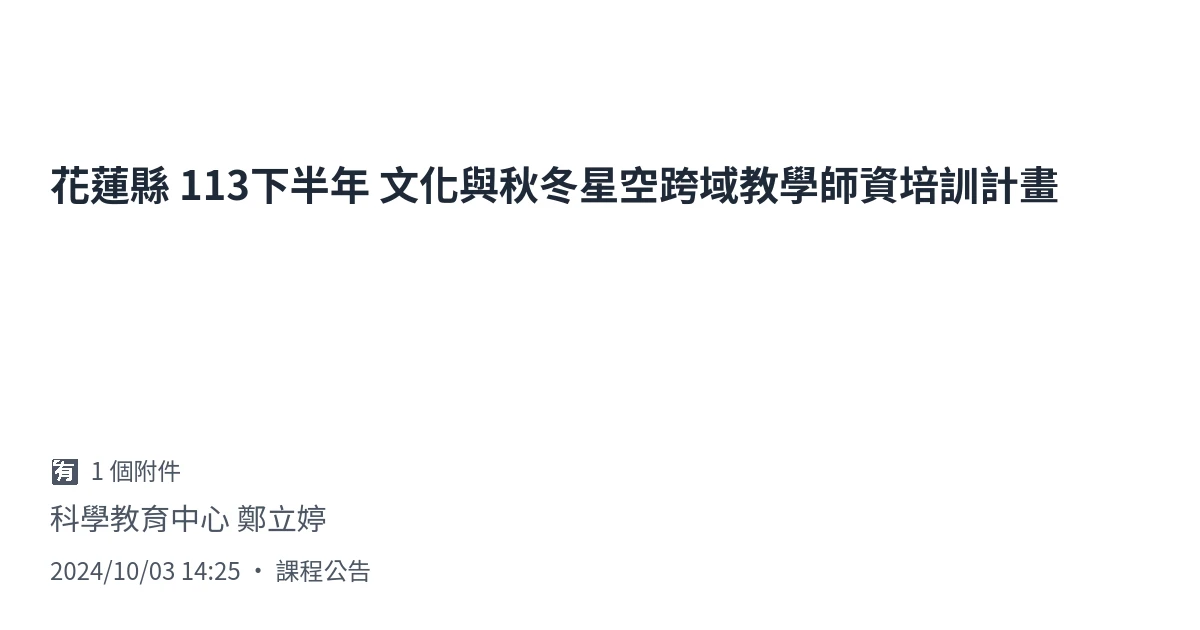 花蓮縣 113下半年 文化與秋冬星空跨域教學師資培訓計畫
有 1 個附件
科學教育中心 鄭立婷
2024/10/03 14:25 • 課程公告